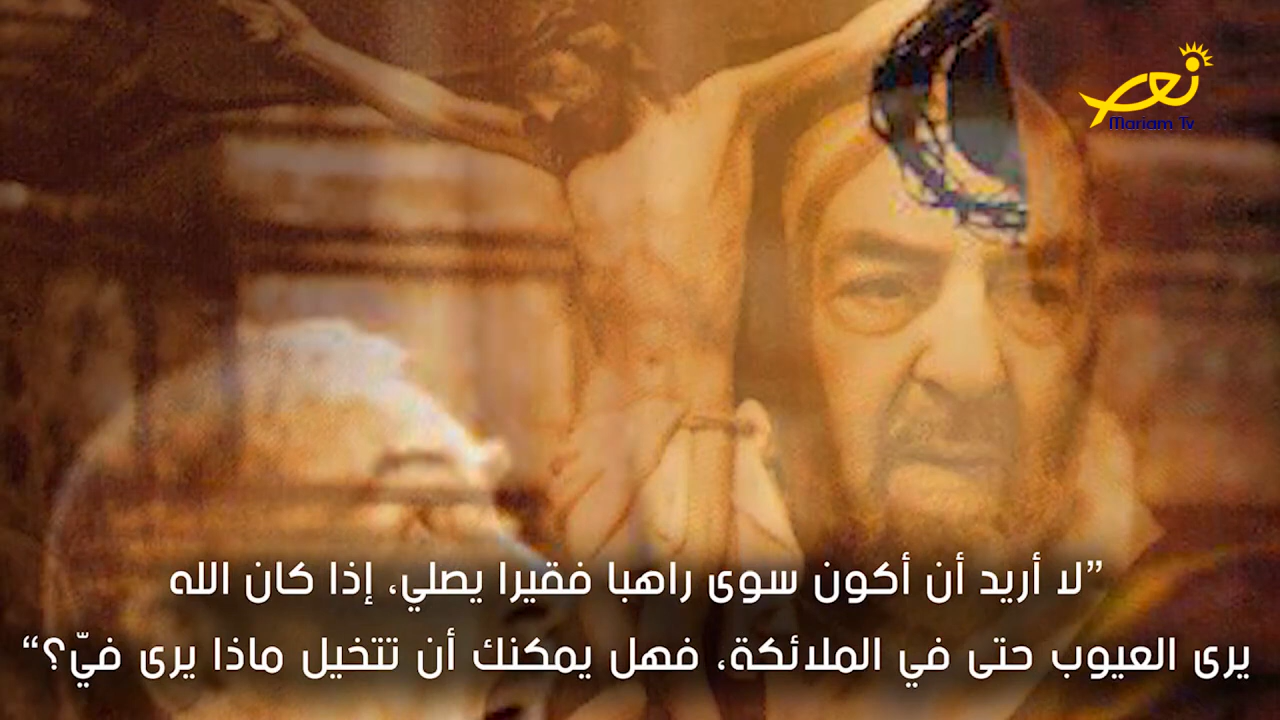 نعم
Mariam Tv
”لا أريد أن أكون سوى راهبا فقيرا يصلي، إذا كان الله
يرى العيوب حتى في الملائكة، فهل يمكنك أن تتخيل ماذا يرى فيّ؟“